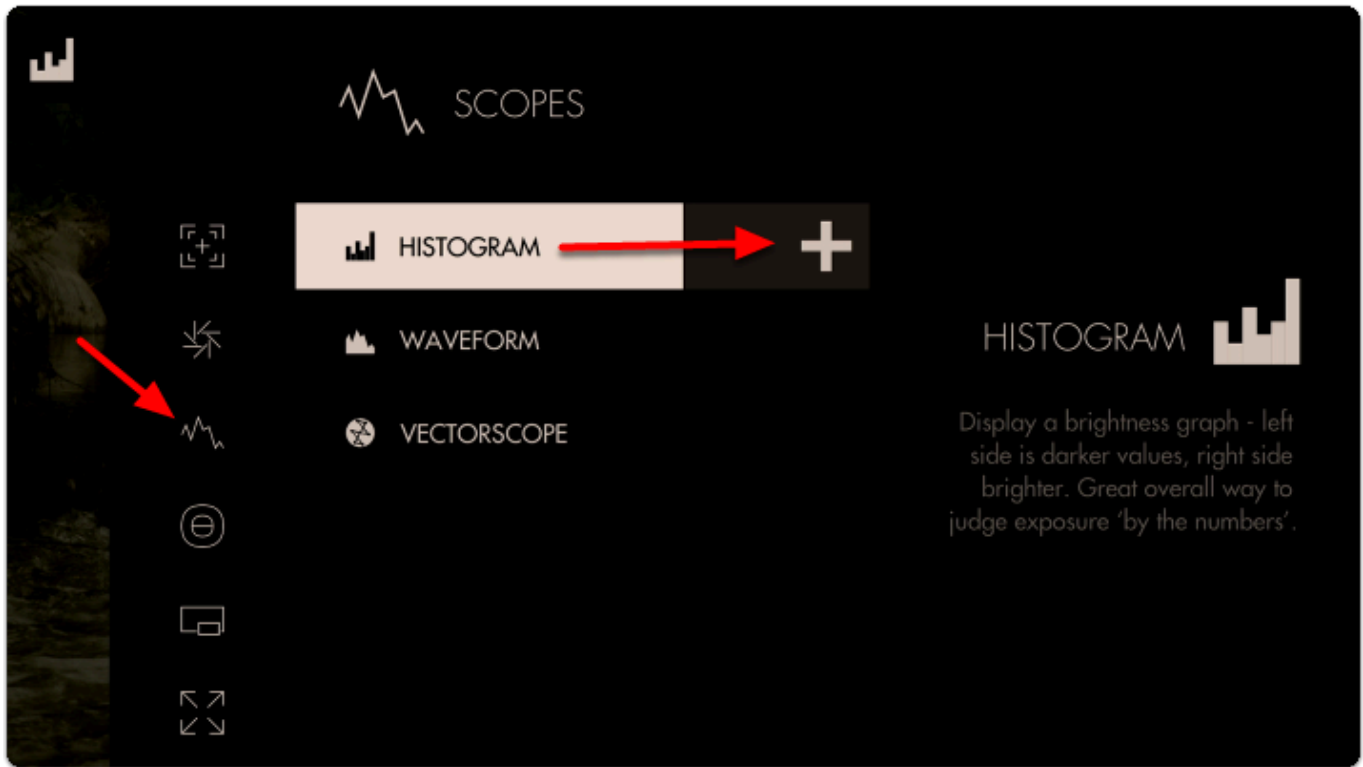 SCOPES
HISTOGRAM
WAVEFORM
VECTORSCOPE
HISTOGRAM
Display a brightness graph - left
side is darker values, right side
brighter. Great overall way to
judge exposure ‘by the numbers’.